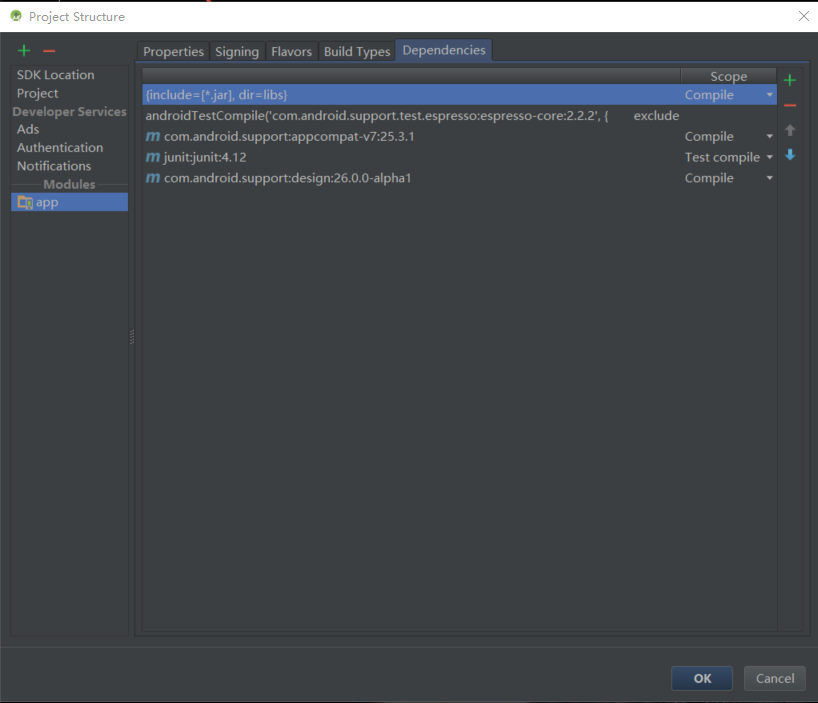 Project Structure
SDK Location
Project
Developer Services
Ads
Authentication
Notifications
Modules
app
Properties Signing Flavors Build Types Dependencies
Scope
{include=[*.jar], dir=libs} Compile
androidTestCompile('com.android.support.test.espresso:espresso-core:2.2.2', { exclude
m com.android.support:appcompat-v7:25.3.1 Compile
m junit:junit:4.12 Test compile
m com.android.support:design:26.0.0-alpha1 Compile
OK Cancel